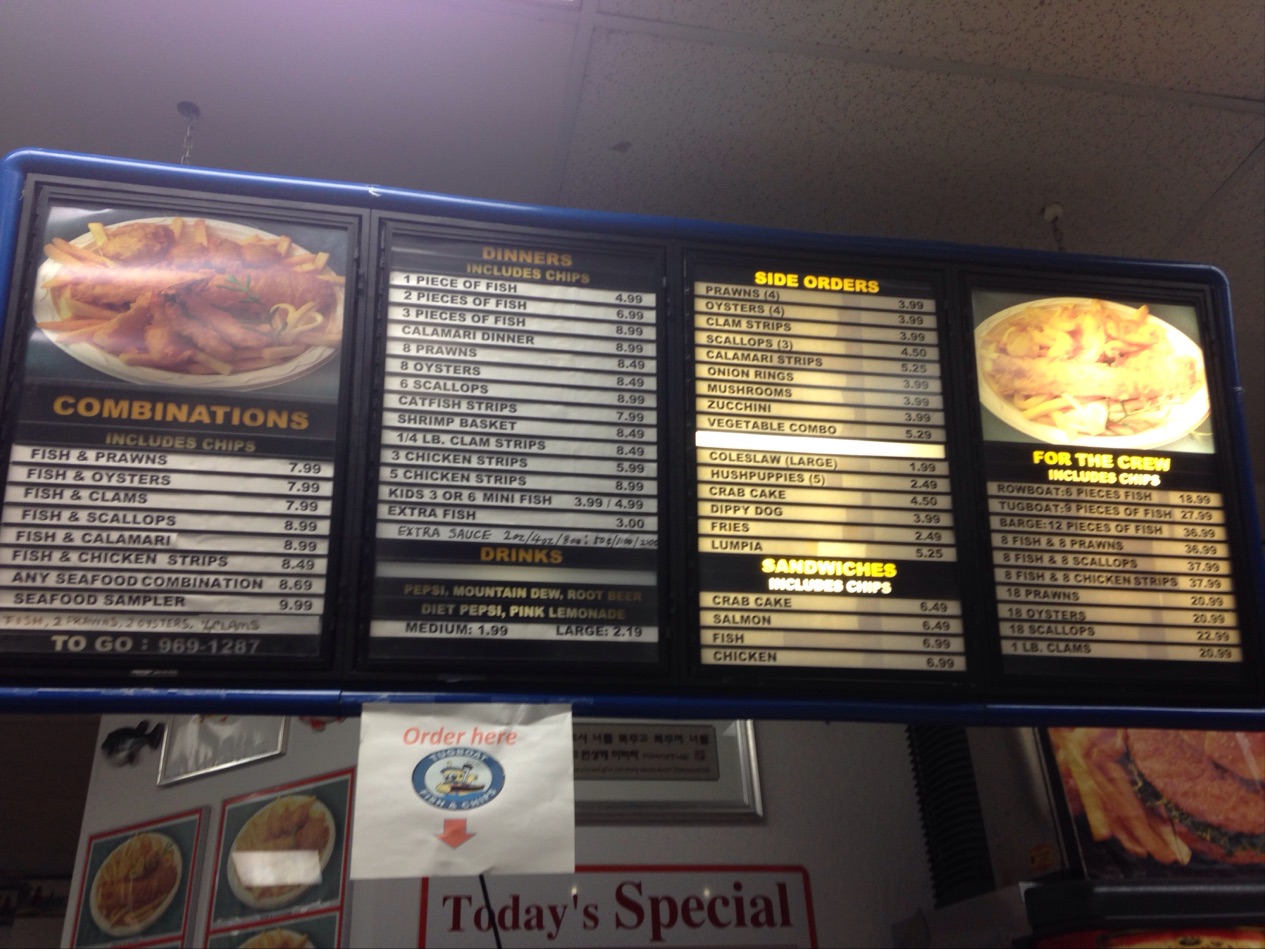 COMBINATIONS
INCLUDES CHIPS
FISH & PRAWNS 7.99
FISH & OYSTERS 7.99
FISH & CLAMS 7.99
FISH & SCALLOPS 8.99
FISH & CALAMARI 8.99
FISH & CHICKEN STRIPS 8.49
ANY SEAFOOD COMBINATION 8.69
SEAFOOD SAMPLER 9.99
FISH, 2 PRAWNS, 2 OYSTERS, CLAMS
TO GO : 969-1287
DINNERS
INCLUDES CHIPS
1 PIECE OF FISH 4.99
2 PIECES OF FISH 6.99
3 PIECES OF FISH 8.99
CALAMARI DINNER 8.99
8 PRAWNS 8.49
8 OYSTERS 8.49
6 SCALLOPS 8.99
CATFISH STRIPS 7.99
SHRIMP BASKET 8.49
1/4 LB. CLAM STRIPS 8.49
3 CHICKEN STRIPS 5.99
5 CHICKEN STRIPS 8.99
KIDS 3 OR 6 MINI FISH 3.99 / 4.99
EXTRA FISH 3.00
EXTRA SAUCE 2oz/4oz/8oz:
DRINKS
PEPSI, MOUNTAIN DEW, ROOT BEER
DIET PEPSI, PINK LEMONADE
MEDIUM: 1.99 LARGE: 2.19
SIDE ORDERS
PRAWNS (4) 3.99
OYSTERS (4) 3.99
CLAM STRIPS 3.99
SCALLOPS (3) 4.50
CALAMARI STRIPS 5.25
ONION RINGS 3.99
MUSHROOMS 3.99
ZUCCHINI 3.99
VEGETABLE COMBO 5.29
COLESLAW (LARGE) 1.99
HUSHPUPPIES (5) 2.49
CRAB CAKE 4.50
DIPPY DOG 3.99
FRIES 2.49
LUMPIA 5.25
SANDWICHES
INCLUDES CHIPS
CRAB CAKE 6.49
SALMON 6.49
FISH 6.99
CHICKEN 6.99
FOR THE CREW
INCLUDES CHIPS
ROWBOAT:6 PIECES FISH 18.99
TUGBOAT:9 PIECES OF FISH 27.99
BARGE:12 PIECES OF FISH 36.99
8 FISH & 8 PRAWNS 36.99
8 FISH & 8 SCALLOPS 37.99
8 FISH & 8 CHICKEN STRIPS 37.99
18 PRAWNS 20.99
18 OYSTERS 20.99
18 SCALLOPS 22.99
1 LB. CLAMS 20.99
Order here
TUGBOAT
FISH & CHIPS
Today's Special